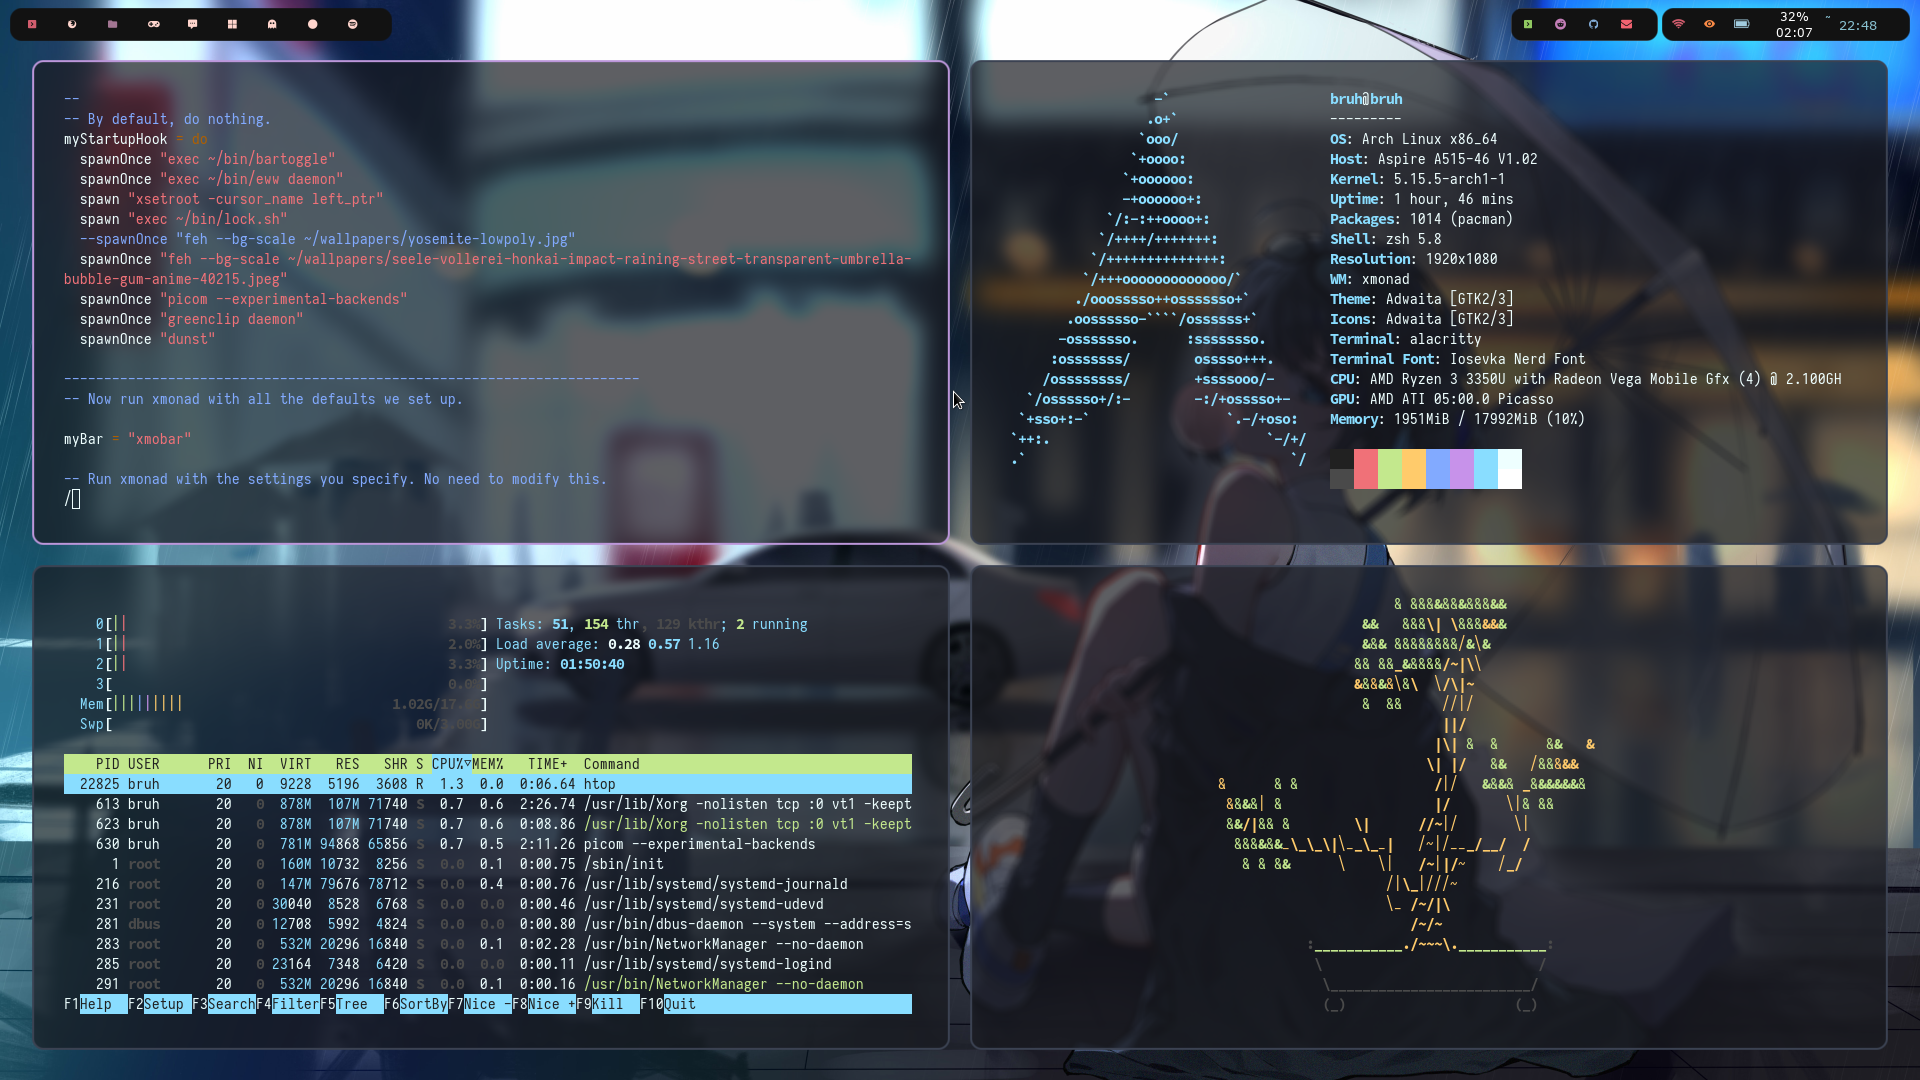 32%
02:07
~
22:48
--
-- By default, do nothing.
myStartupHook = do
spawnOnce "exec ~/bin/bartoggle"
spawnOnce "exec ~/bin/eww daemon"
spawn "xsetroot -cursor_name left_ptr"
spawn "exec ~/bin/lock.sh"
--spawnOnce "feh --bg-scale ~/wallpapers/yosemite-lowpoly.jpg"
spawnOnce "feh --bg-scale ~/wallpapers/seele-vollerei-honkai-impact-raining-street-transparent-umbrella-
bubble-gum-anime-40215.jpeg"
spawnOnce "picom --experimental-backends"
spawnOnce "greenclip daemon"
spawnOnce "dunst"
------------------------------------------------------------------------
-- Now run xmonad with all the defaults we set up.
myBar = "xmobar"
-- Run xmonad with the settings you specify. No need to modify this.
/
bruh@bruh
---------
OS: Arch Linux x86_64
Host: Aspire A515-46 V1.02
Kernel: 5.15.5-arch1-1
Uptime: 1 hour, 46 mins
Packages: 1014 (pacman)
Shell: zsh 5.8
Resolution: 1920x1080
WM: xmonad
Theme: Adwaita [GTK2/3]
Icons: Adwaita [GTK2/3]
Terminal: alacritty
Terminal Font: Iosevka Nerd Font
CPU: AMD Ryzen 3 3350U with Radeon Vega Mobile Gfx (4) @ 2.100GH
GPU: AMD ATI 05:00.0 Picasso
Memory: 1951MiB / 17992MiB (10%)
0[|| 3.3%] Tasks: 51, 154 thr, 129 kthr; 2 running
1[|| 2.0%] Load average: 0.28 0.57 1.16
2[|| 3.3%] Uptime: 01:50:40
3[ 0.0%]
Mem[||||||||| 1.02G/17.]
Swp[ 0K/3.]
PID USER PRI NI VIRT RES SHR S CPU%▽MEM% TIME+ Command
22825 bruh 20 0 9228 5196 3608 R 1.3 0.0 0:06.64 htop
613 bruh 20 0 878M 107M 71740 S 0.7 0.6 2:26.74 /usr/lib/Xorg -nolisten tcp :0 vt1 -keept
623 bruh 20 0 878M 107M 71740 S 0.7 0.6 0:08.86 /usr/lib/Xorg -nolisten tcp :0 vt1 -keept
630 bruh 20 0 781M 94868 65856 S 0.7 0.5 2:11.26 picom --experimental-backends
1 root 20 0 160M 10732 8256 S 0.0 0.1 0:00.75 /sbin/init
216 root 20 0 147M 79676 78712 S 0.0 0.4 0:00.76 /usr/lib/systemd/systemd-journald
231 root 20 0 30040 8528 6768 S 0.0 0.0 0:00.46 /usr/lib/systemd/systemd-udevd
281 dbus 20 0 12708 5992 4824 S 0.0 0.0 0:00.80 /usr/bin/dbus-daemon --system --address=s
283 root 20 0 532M 20296 16840 S 0.0 0.1 0:02.28 /usr/bin/NetworkManager --no-daemon
285 root 20 0 23164 7348 6420 S 0.0 0.0 0:00.11 /usr/lib/systemd/systemd-logind
291 root 20 0 532M 20296 16840 S 0.0 0.1 0:00.16 /usr/bin/NetworkManager --no-daemon
F1Help F2Setup F3SearchF4FilterF5Tree F6SortByF7Nice -F8Nice +F9Kill F10Quit